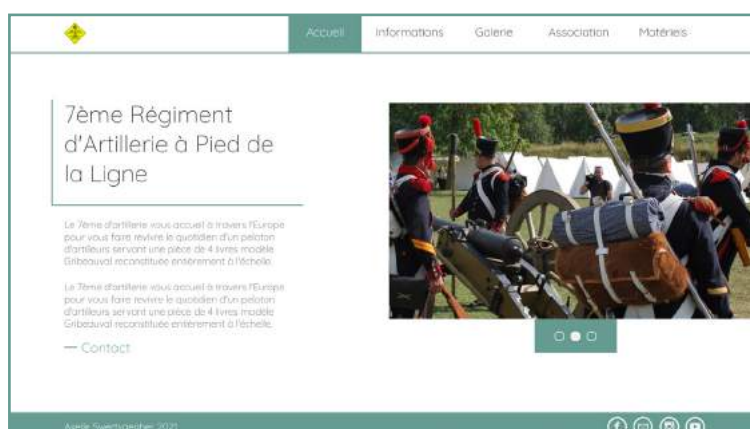 Accueil
Informations
Galerie
Association
Matériels
7ème Régiment
d'Artillerie à Pied de
la Ligne
Le 7ème d'artillerie vous accueil à travers l'Europe
pour vous faire revivre le quotidien d'un peloton
d'artilleurs servant une pièce de 4 livres modèle
Gribeauval reconstituée entièrement à l'échelle.
Le 7ème d'artillerie vous accueil à travers l'Europe
pour vous faire revivre le quotidien d'un peloton
d'artilleurs servant une pièce de 4 livres modèle
Gribeauval reconstituée entièrement à l'échelle.
— Contact
2021